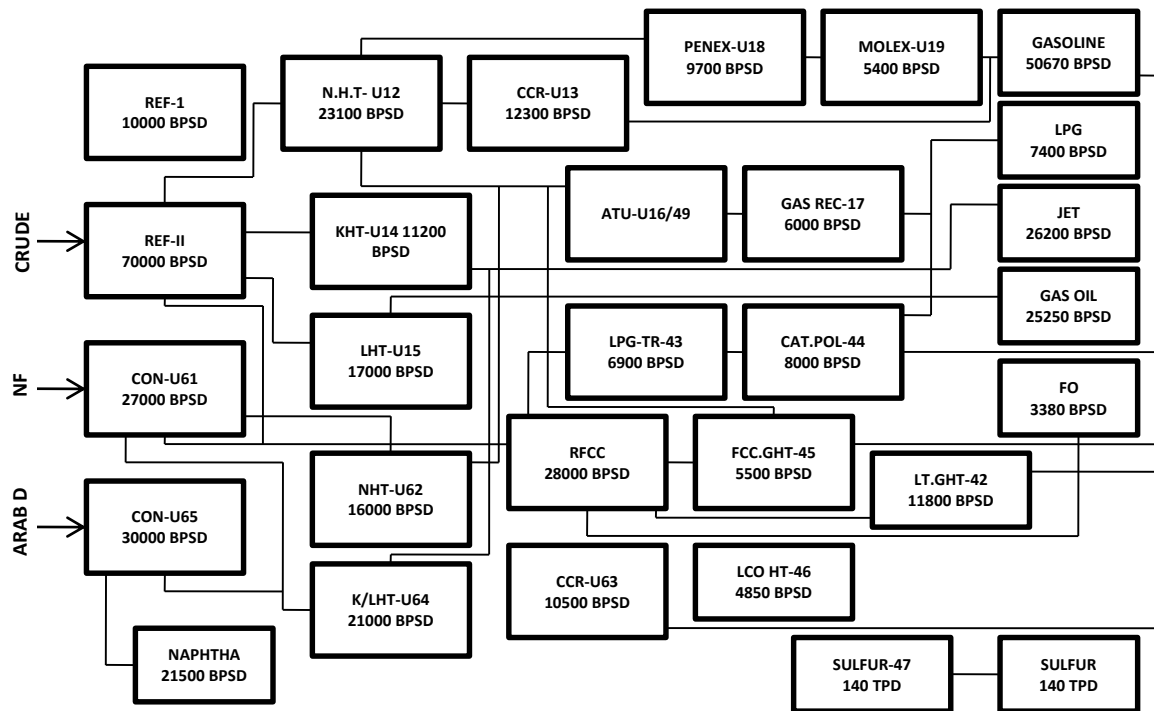 PENEX-U18
9700 BPSD
MOLEX-U19
5400 BPSD
GASOLINE
50670 BPSD
REF-1
10000 BPSD
N.H.T- U12
23100 BPSD
CCR-U13
12300 BPSD
LPG
7400 BPSD
CRUDE
REF-II
70000 BPSD
KHT-U14 11200
BPSD
ATU-U16/49
GAS REC-17
6000 BPSD
JET
26200 BPSD
GAS OIL
25250 BPSD
LHT-U15
17000 BPSD
LPG-TR-43
6900 BPSD
CAT.POL-44
8000 BPSD
NF
CON-U61
27000 BPSD
FO
3380 BPSD
NHT-U62
16000 BPSD
RFCC
28000 BPSD
FCC.GHT-45
5500 BPSD
LT.GHT-42
11800 BPSD
ARAB D
CON-U65
30000 BPSD
K/LHT-U64
21000 BPSD
CCR-U63
10500 BPSD
LCO HT-46
4850 BPSD
NAPHTHA
21500 BPSD
SULFUR-47
140 TPD
SULFUR
140 TPD